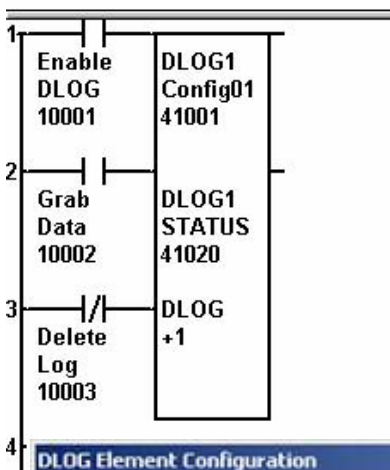 1
Enable
DLOG
10001
DLOG1
Config01
41001
2
Grab
Data
10002
DLOG1
STATUS
41020
3
Delete
Log
10003
DLOG
+1
4
DLOG Element Configuration